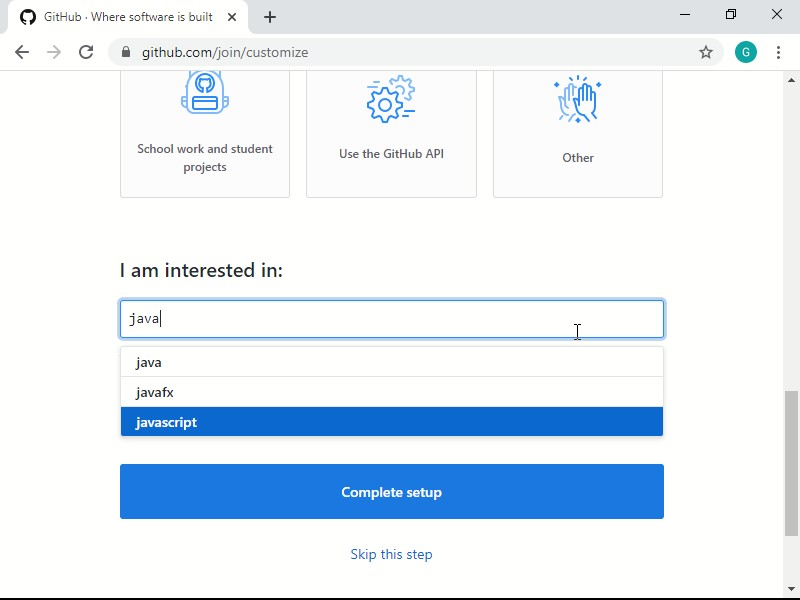 GitHub · Where software is built
github.com/join/customize
G
School work and student
projects
Use the GitHub API
Other
I am interested in:
java
java
javafx
javascript
Complete setup
Skip this step